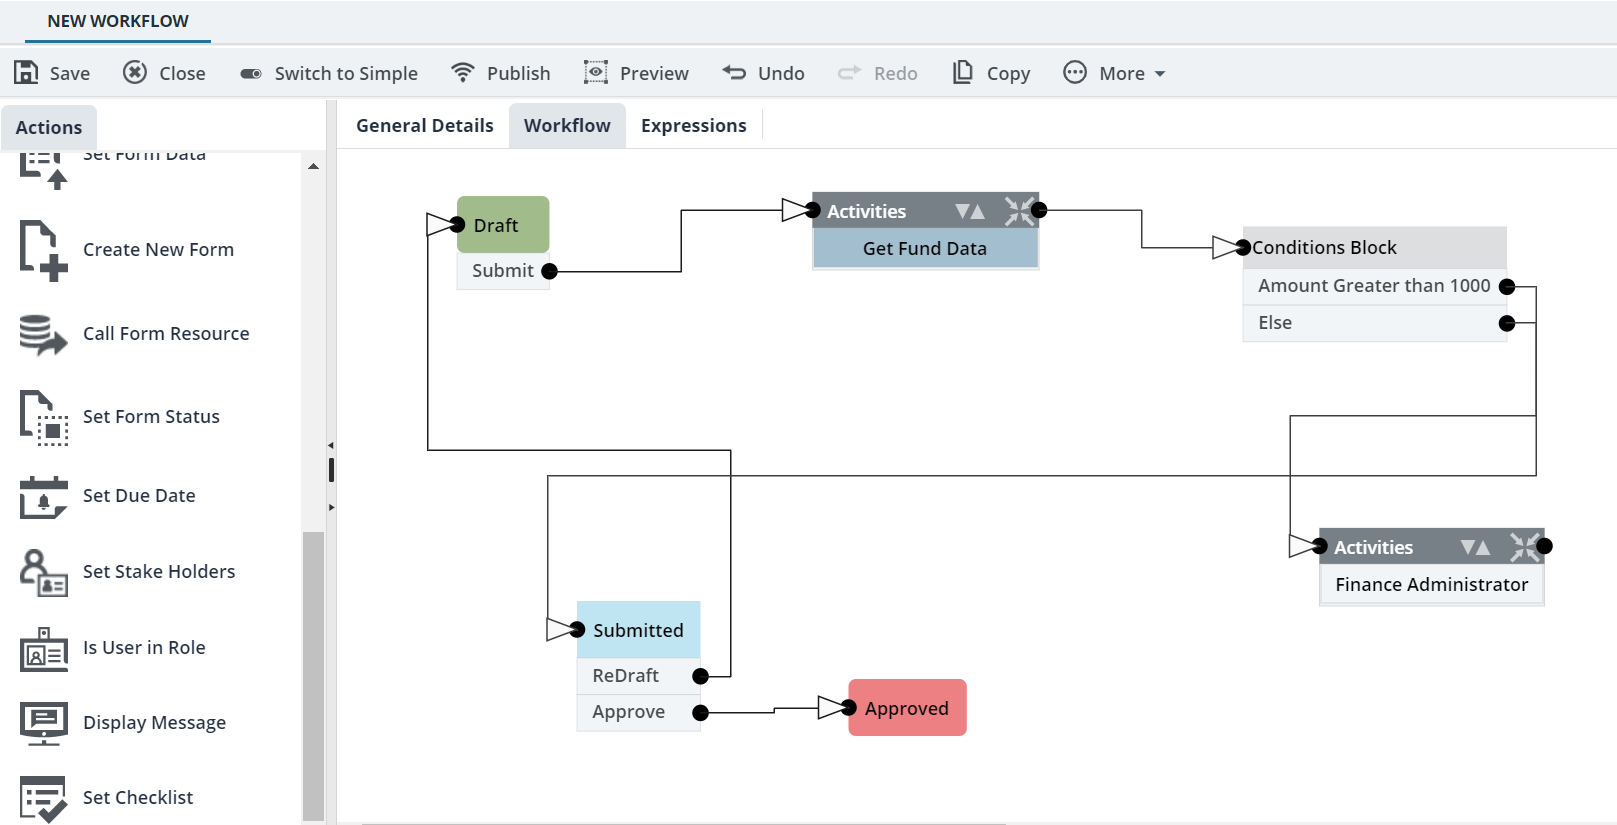 NEW WORKFLOW
Save Close Switch to Simple Publish Preview Undo Redo Copy More
Actions
General Details Workflow Expressions
Set Form Data
Create New Form
Call Form Resource
Set Form Status
Set Due Date
Set Stake Holders
Is User in Role
Display Message
Set Checklist
Draft
Submit
Activities
Get Fund Data
Conditions Block
Amount Greater than 1000
Else
Activities
Finance Administrator
Submitted
ReDraft
Approve
Approved